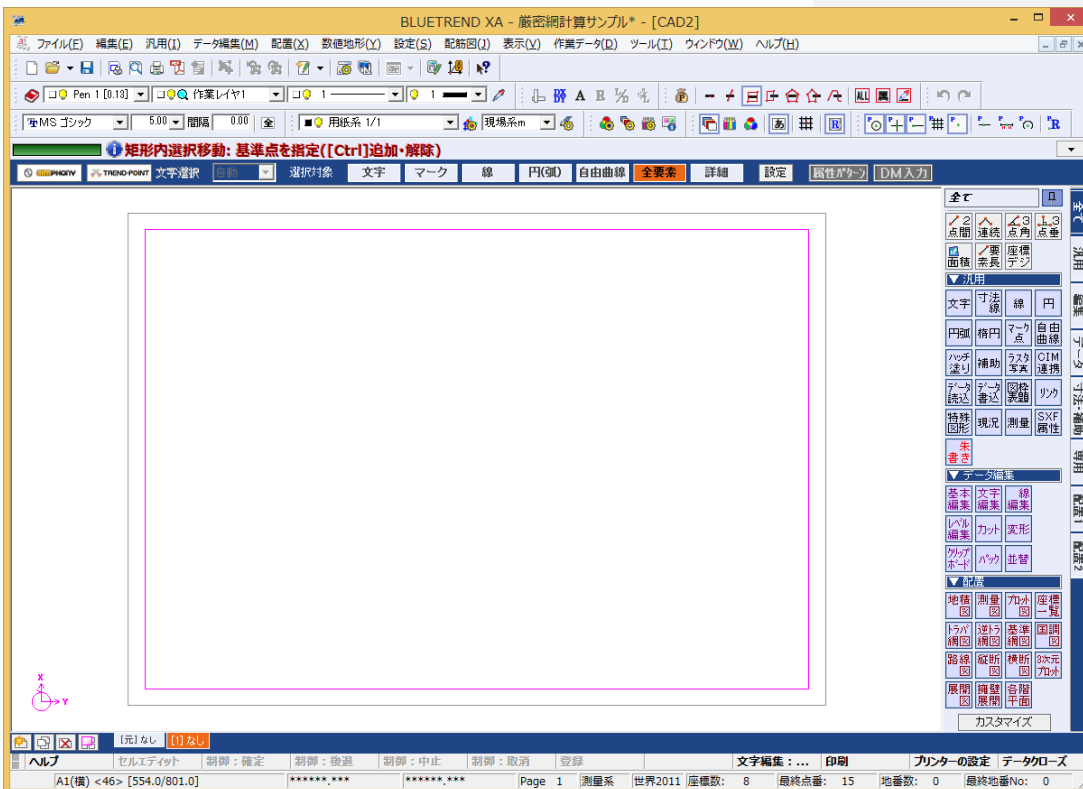 BLUETREND XA - 厳密網計算サンプル* - [CAD2]
ファイル(F) 編集(E) 汎用(I) データ編集(M) 配置(X) 数値地形(Y) 設定(S) 配筋図(J) 表示(V) 作業データ(D) ツール(T) ウィンドウ(W) ヘルプ(H)
Pen 1 [0.13] 作業レイヤ1 1 1 ALL
MS ゴシック 5.00 間隔 0.00 全 用紙系 1/1 現場系m あ R
矩形内選択移動: 基準点を指定([Ctrl]追加・解除)
TREND-POINT 文字選択 自動 選択対象 文字 マーク 線 円(弧) 自由曲線 全要素 詳細 設定 属性パターン DM入力
全て
2点間 連続 3点角 3点垂
面積 要素長 座標デジ
▼汎用
文字 寸法線 線 円
円弧 楕円 マーク点 自由曲線
ハッチ塗り 補助 ラスタ写真 CIM連携
データ読込 データ書込 図枠表題 リンク
特殊図形 現況 測量 SXF属性
朱書き
▼データ編集
基本編集 文字編集 線編集
レベル編集 カット 変形
クリップボード パック 並替
▼配置
地積図 測量図 プロット図 座標一覧
トラバ網図 逆トラ網図 基準網図 国調図
路線図 縦断図 横断図 3次元プロット
展開図 擁壁展開 各階平面
カスタマイズ
全て
汎用
編集
データ
寸法・補助
専用
配置1
配置2
X
Y
[元]なし [1]なし
ヘルプ セルエディット 制御:確定 制御:後退 制御:中止 制御:取消 登録 文字編集:... 印刷 プリンターの設定 データクローズ
A1(横) <46> [554.0/801.0] ******.*** ******.*** Page 1 測量系 世界2011 座標数: 8 最終点番: 15 地番数: 0 最終地番No: 0